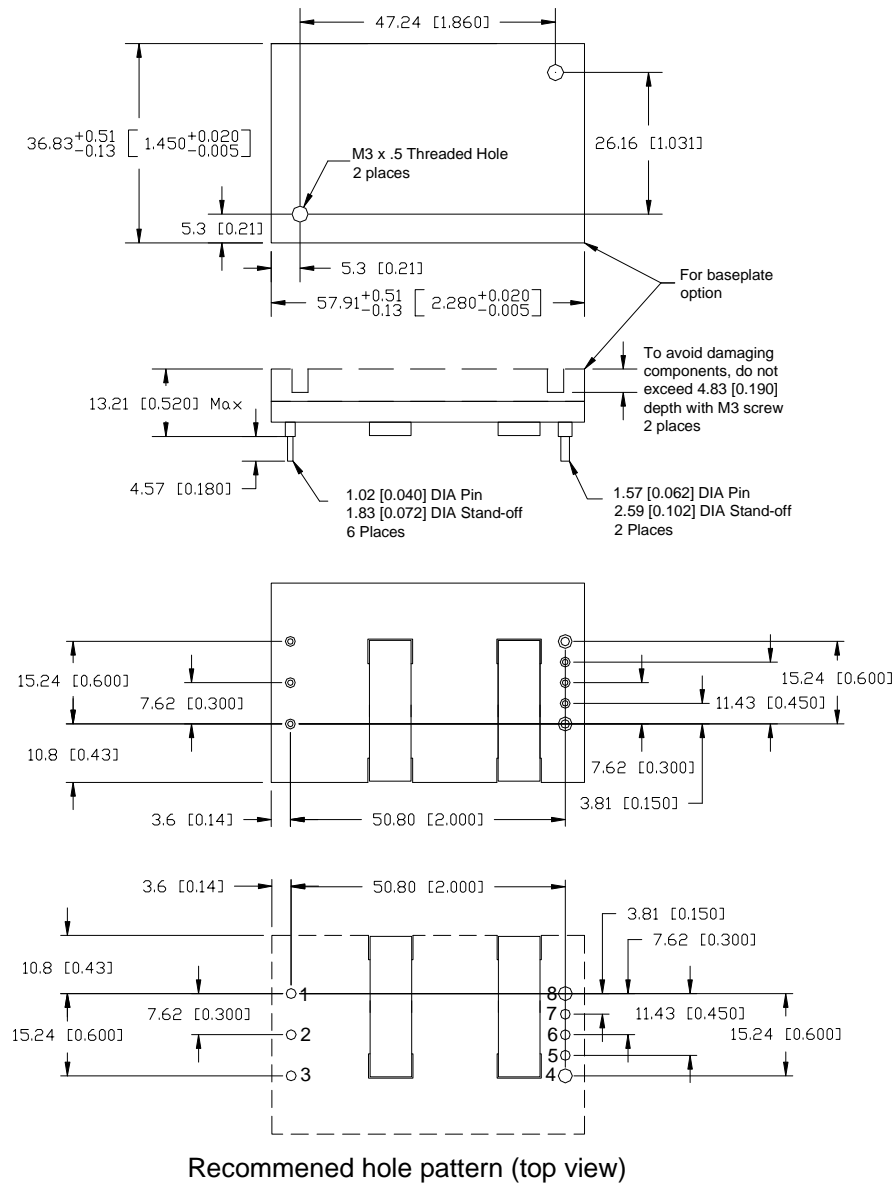 47.24 [1.860]
36.83+0.51 -0.13 [ 1.450+0.020 -0.005 ]
M3 x .5 Threaded Hole
2 places
26.16 [1.031]
5.3 [0.21]
5.3 [0.21]
57.91+0.51 -0.13 [ 2.280+0.020 -0.005 ]
For baseplate
option
13.21 [0.520] Max
To avoid damaging
components, do not
exceed 4.83 [0.190]
depth with M3 screw
2 places
4.57 [0.180]
1.02 [0.040] DIA Pin
1.83 [0.072] DIA Stand-off
6 Places
1.57 [0.062] DIA Pin
2.59 [0.102] DIA Stand-off
2 Places
15.24 [0.600]
7.62 [0.300]
10.8 [0.43]
15.24 [0.600]
11.43 [0.450]
7.62 [0.300]
3.81 [0.150]
3.6 [0.14]
50.80 [2.000]
3.6 [0.14]
50.80 [2.000]
3.81 [0.150]
7.62 [0.300]
10.8 [0.43]
7.62 [0.300]
15.24 [0.600]
1
2
3
8
7
6
5
4
11.43 [0.450]
15.24 [0.600]
Recommened hole pattern (top view)